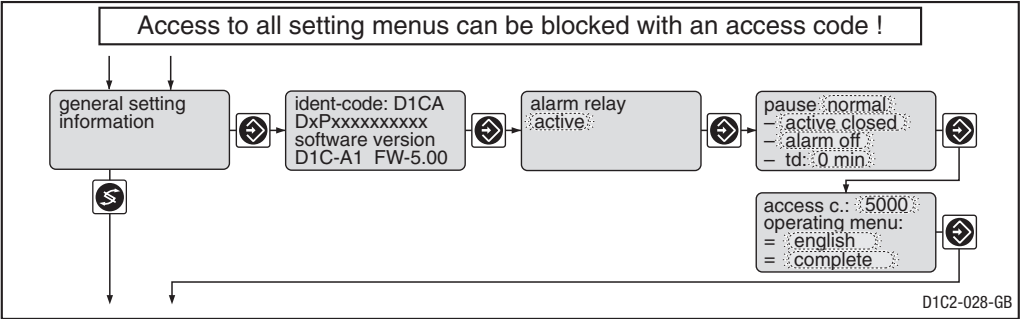 Access to all setting menus can be blocked with an access code !
general setting
information
ident-code: D1CA
DxPxxxxxxxxxx
software version
D1C-A1 FW-5.00
alarm relay
active
pause normal
– active closed
– alarm off
– td: 0 min
access c.: 5000
operating menu:
= english
= complete
D1C2-028-GB